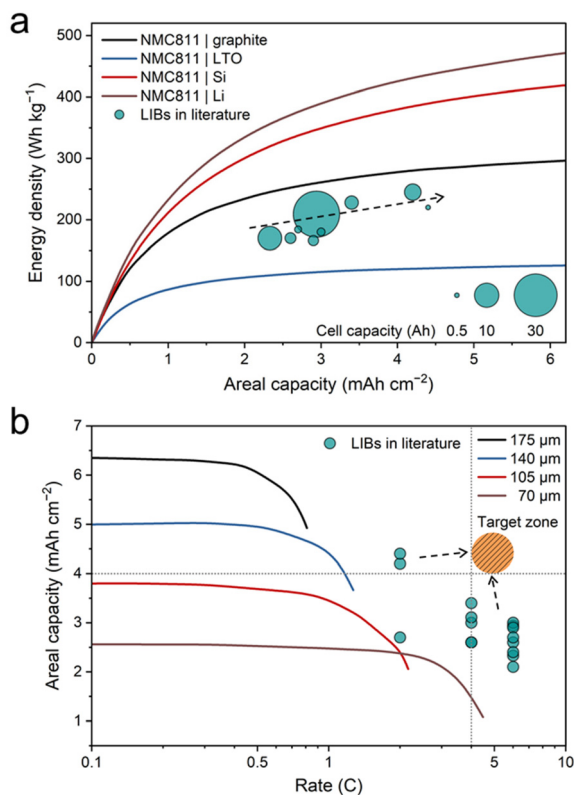 a
NMC811 | graphite
NMC811 | LTO
NMC811 | Si
NMC811 | Li
LIBs in literature
Energy density (Wh kg⁻¹)
500
400
300
200
100
0
Cell capacity (Ah) 0.5 10 30
0 1 2 3 4 5 6
Areal capacity (mAh cm⁻²)
b
LIBs in literature
175 μm
140 μm
105 μm
70 μm
Target zone
Areal capacity (mAh cm⁻²)
7
6
5
4
3
2
1
0.1 0.5 1 5 10
Rate (C)